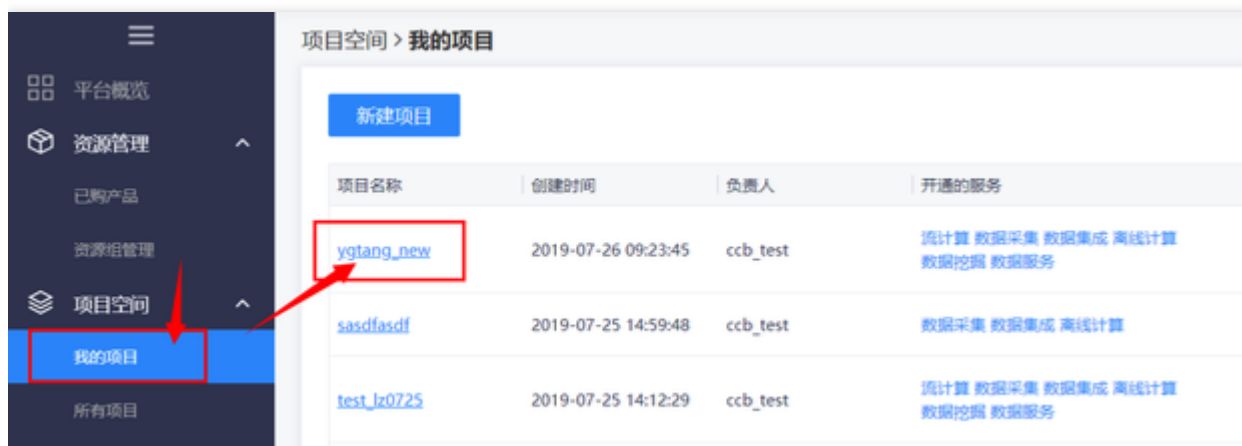 项目空间 > 我的项目
平台概览
资源管理
已购产品
资源组管理
项目空间
我的项目
所有项目
新建项目
项目名称 创建时间 负责人 开通的服务
ygtang_new 2019-07-26 09:23:45 ccb_test 流计算 数据采集 数据集成 离线计算
数据挖掘 数据服务
sasdfasdf 2019-07-25 14:59:48 ccb_test 数据采集 数据集成 离线计算
test_lz0725 2019-07-25 14:12:29 ccb_test 流计算 数据采集 数据集成 离线计算
数据挖掘 数据服务